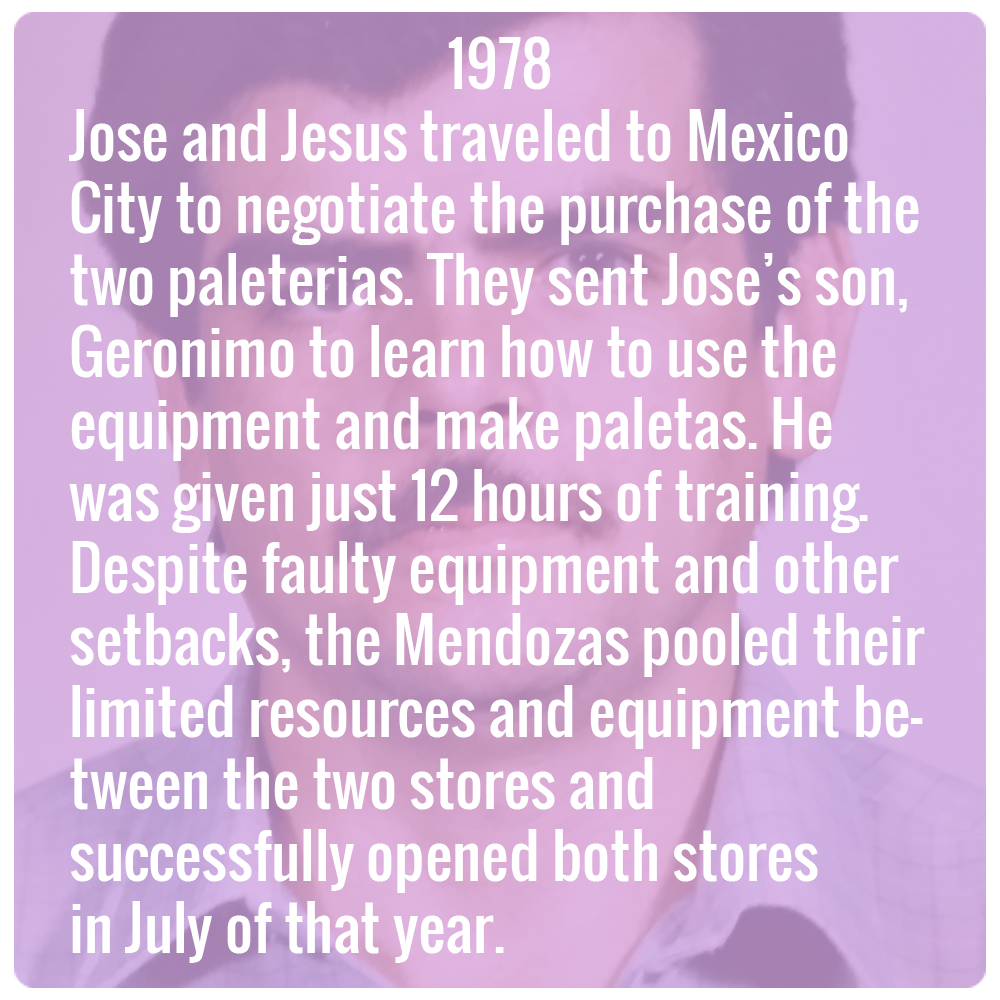 1978
Jose and Jesus traveled to Mexico
City to negotiate the purchase of the
two paleterias. They sent Jose’s son,
Geronimo to learn how to use the
equipment and make paletas. He
was given just 12 hours of training.
Despite faulty equipment and other
setbacks, the Mendozas pooled their
limited resources and equipment be-
tween the two stores and
successfully opened both stores
in July of that year.